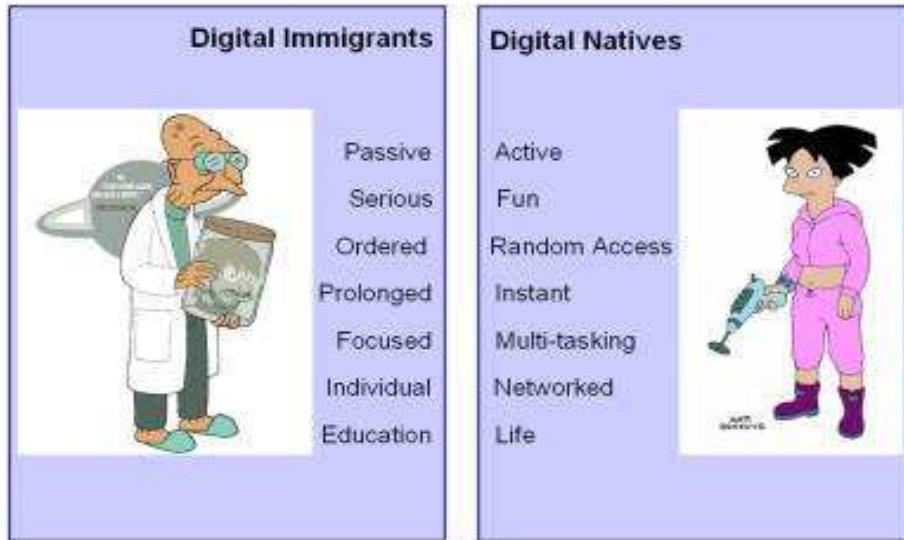 Digital Immigrants
Passive
Serious
Ordered
Prolonged
Focused
Individual
Education
Digital Natives
Active
Fun
Random Access
Instant
Multi-tasking
Networked
Life